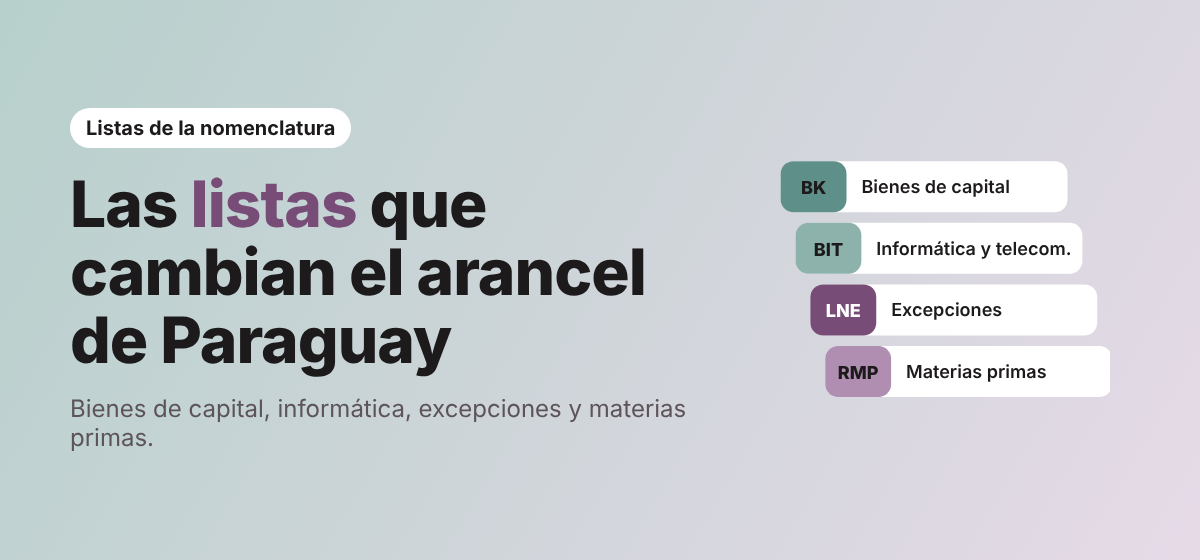 Listas de la nomenclatura
Las listas que
cambian el arancel
de Paraguay
Bienes de capital, informática, excepciones y materias
primas.
BK Bienes de capital
BIT Informática y telecom.
LNE Excepciones
RMP Materias primas